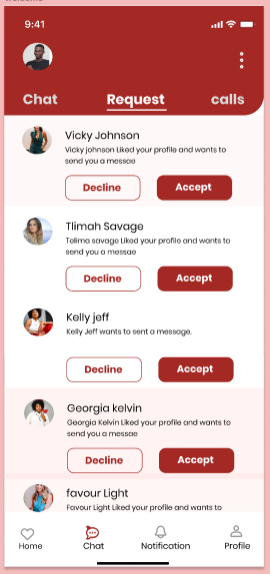 9:41
Chat Request calls
Vicky Johnson
Vicky johnson Liked your profile and wants to
send you a messae
Decline Accept
Tlimah Savage
Telima savage Liked your profile and wants to
send you a messae
Decline Accept
Kelly jeff
Kelly Jeff wants to sent a message.
Decline Accept
Georgia kelvin
Georgia Kelvin Liked your profile and wants to
send you a messae
Decline Accept
favour Light
Favour Light Liked your profile and wants to
Home Chat Notification Profile